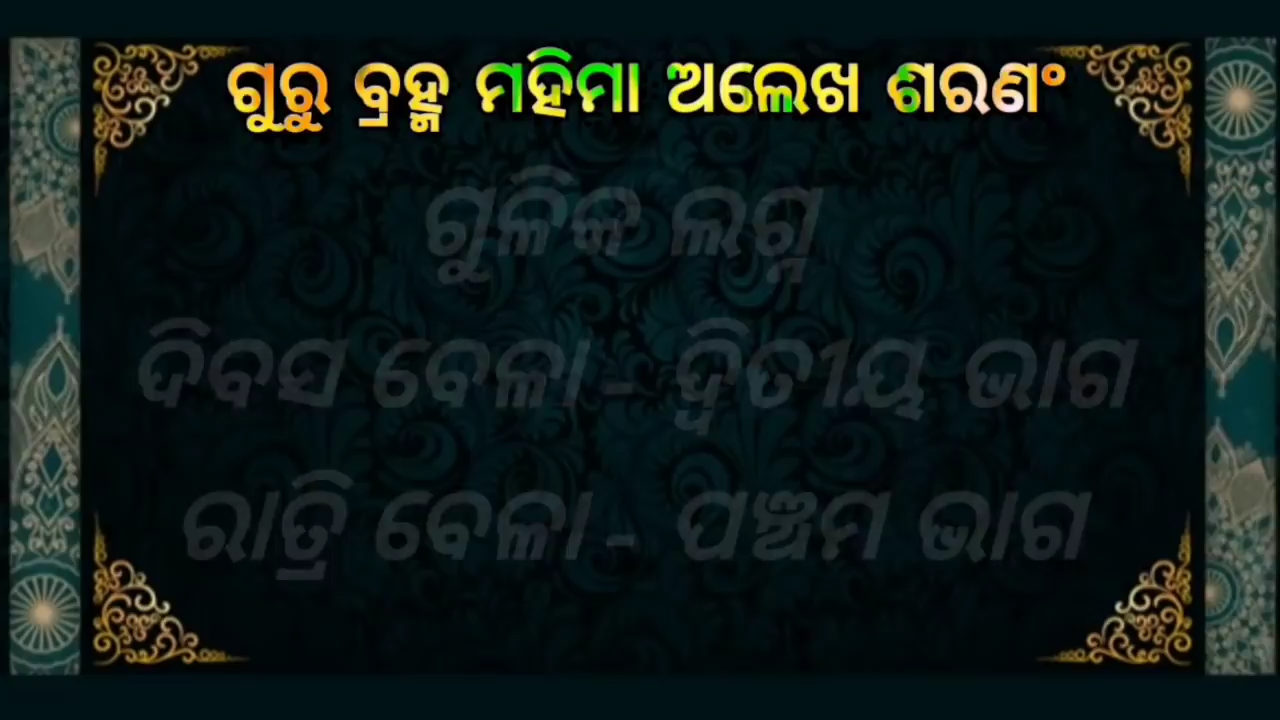 ଗୁରୁ ବ୍ରହ୍ମ ମହିମା ଅଲେଖ ଶରଣଂ
ଗୁଳିକ ଲଗ୍ନ
ଦିବସ ବେଳା - ଦ୍ଵିତୀୟ ଭାଗ
ରାତ୍ରି ବେଳା - ପଞ୍ଚମ ଭାଗ